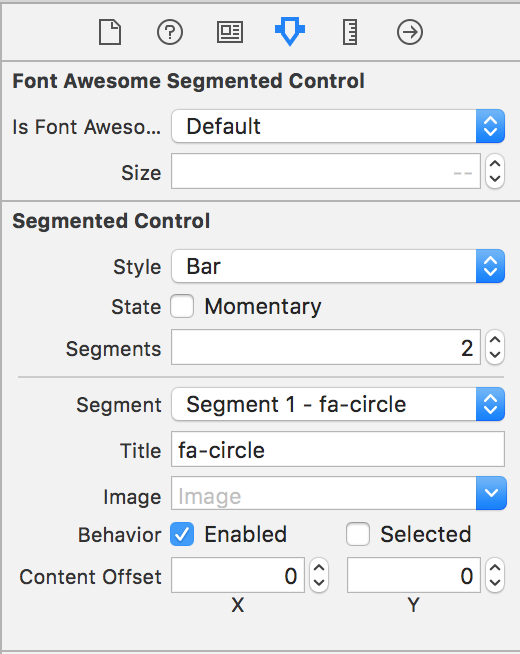 Font Awesome Segmented Control
Is Font Aweso... Default
Size --
Segmented Control
Style Bar
State Momentary
Segments 2
Segment Segment 1 - fa-circle
Title fa-circle
Image Image
Behavior Enabled Selected
Content Offset 0 0
X Y